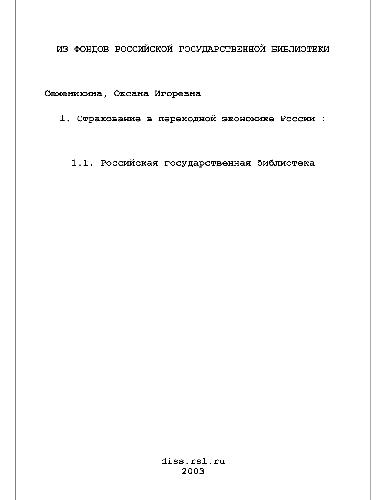 ИЗ ФОНДОВ РОССИЙСКОЙ ГОСУДАРСТВЕННОЙ БИБЛИОТЕКИ
Оксана Игоревна
1. Страхование в переходной экономике России :
1.1. Российская государственная библиотека
diss.rsl.ru
2003